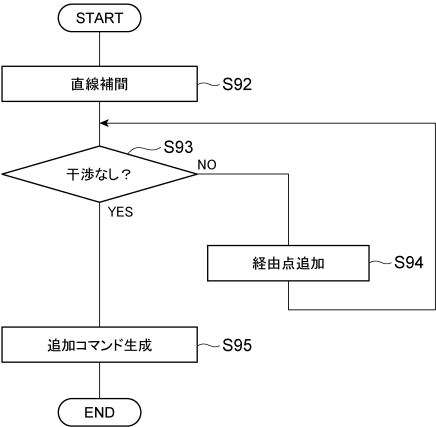 START
直線補間
S92
S93
干渉なし?
NO
YES
経由点追加
S94
追加コマンド生成
S95
END